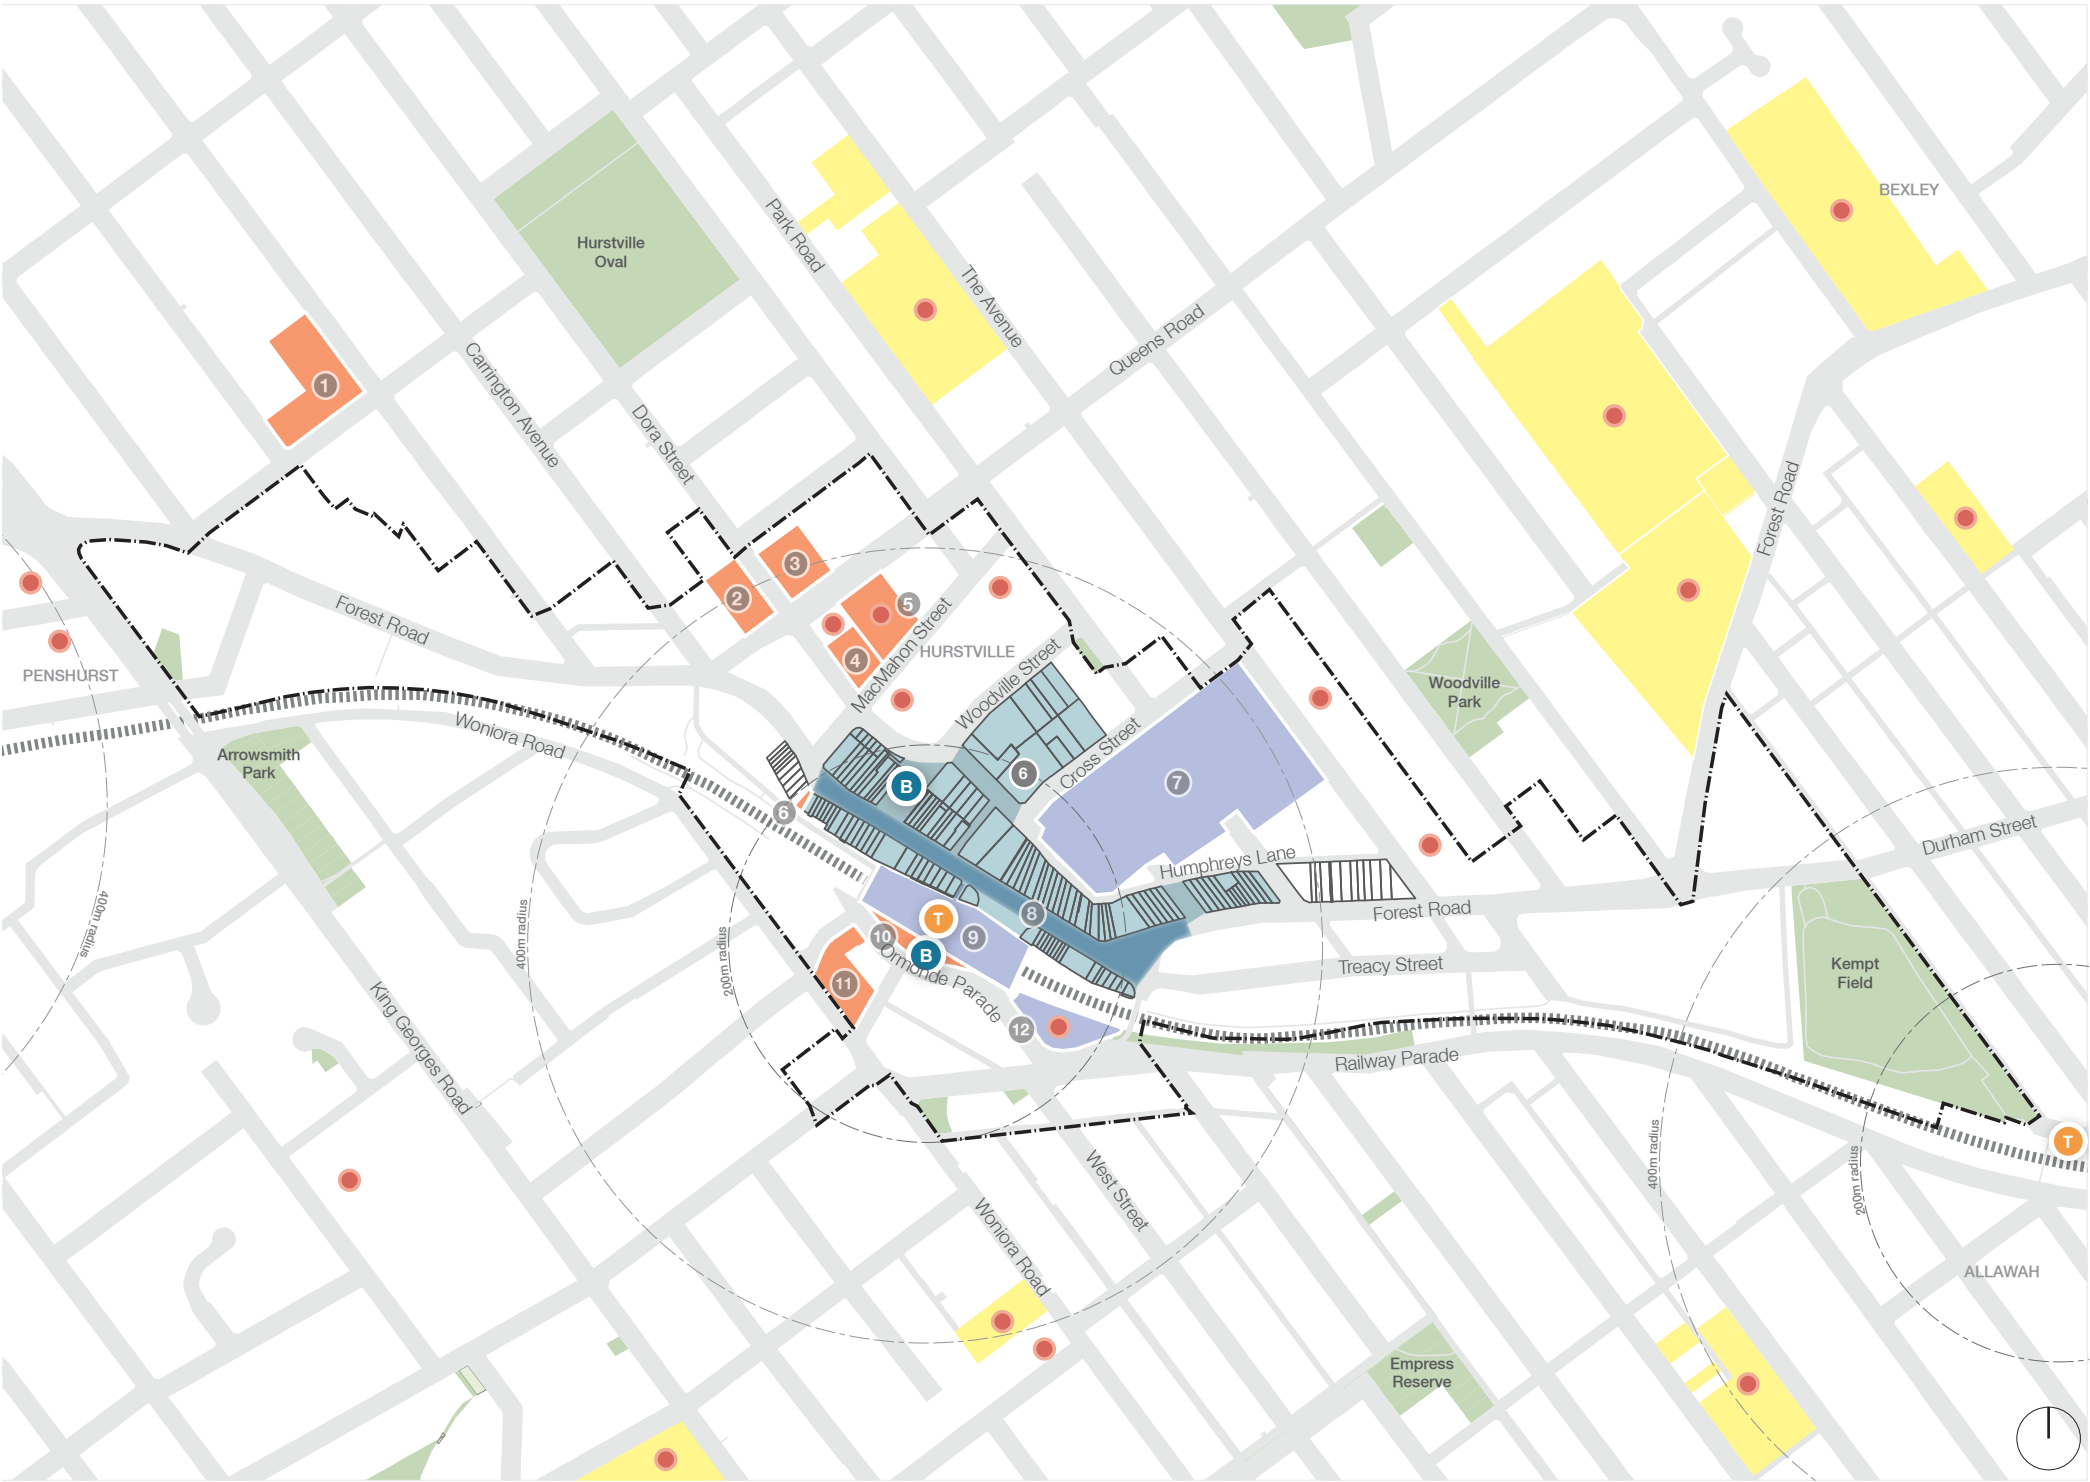 BEXLEY
Park Road
Hurstville
Oval
The Avenue
Queens Road
Carrington Avenue
1
Dora Street
Forest Road
3
2
5
Forest Road
4
MacMahon Street
HURSTVILLE
PENSHURST
Woodville Street
Woodville
Park
Woniora Road
Cross Street
Arrowsmith
Park
6
B
7
6
Durham Street
Humphreys Lane
400m radius
400m radius
200m radius
8
Forest Road
T
9
10
B
Ormonde Parade
Treacy Street
Kempt
Field
11
12
King Georges Road
Railway Parade
T
400m radius
200m radius
West Street
Woniora Road
ALLAWAH
Empress
Reserve